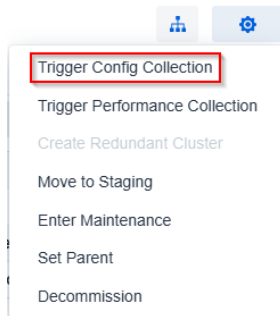 Trigger Config Collection
Trigger Performance Collection
Create Redundant Cluster
Move to Staging
Enter Maintenance
Set Parent
Decommission